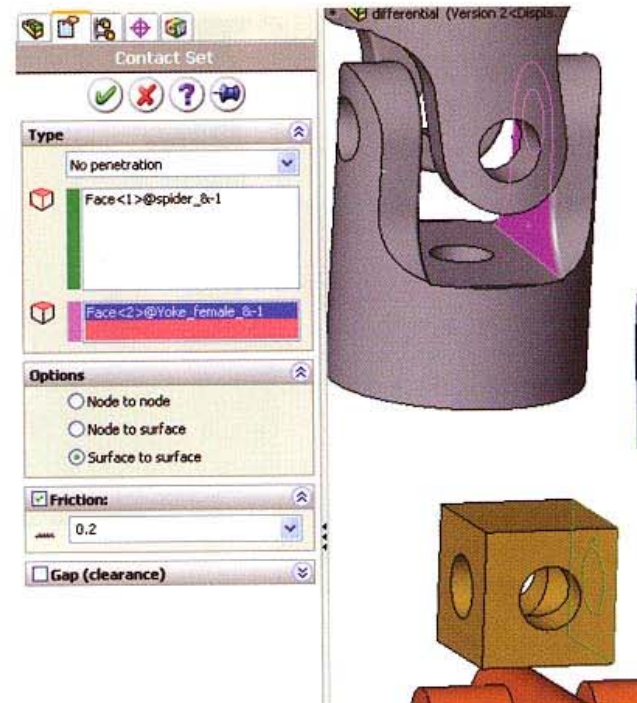 differential (Version 2<Displs...
Contact Set
?
Type
No penetration
Face<1>@spider_&-1
Face<2>@Yoke_female_&-1
Options
Node to node
Node to surface
Surface to surface
Friction:
0.2
Gap (clearance)